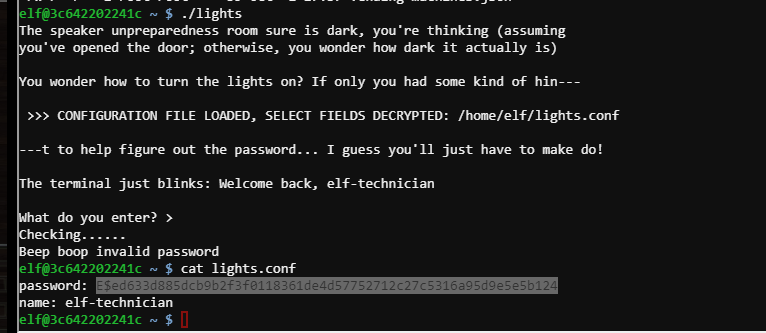 elf@3c642202241c ~ $ ./lights
The speaker unpreparedness room sure is dark, you're thinking (assuming
you've opened the door; otherwise, you wonder how dark it actually is)
You wonder how to turn the lights on? If only you had some kind of hin---
>>> CONFIGURATION FILE LOADED, SELECT FIELDS DECRYPTED: /home/elf/lights.conf
---t to help figure out the password... I guess you'll just have to make do!
The terminal just blinks: Welcome back, elf-technician
What do you enter? >
Checking......
Beep boop invalid password
elf@3c642202241c ~ $ cat lights.conf
password: E$ed633d885dcb9b2f3f0118361de4d57752712c27c5316a95d9e5e5b124
name: elf-technician
elf@3c642202241c ~ $